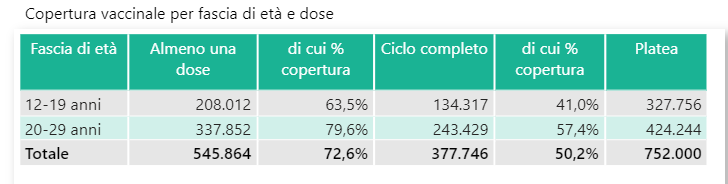 Copertura vaccinale per fascia di età e dose
Fascia di età Almeno una dose di cui % copertura Ciclo completo di cui % copertura Platea
12-19 anni 208.012 63,5% 134.317 41,0% 327.756
20-29 anni 337.852 79,6% 243.429 57,4% 424.244
Totale 545.864 72,6% 377.746 50,2% 752.000